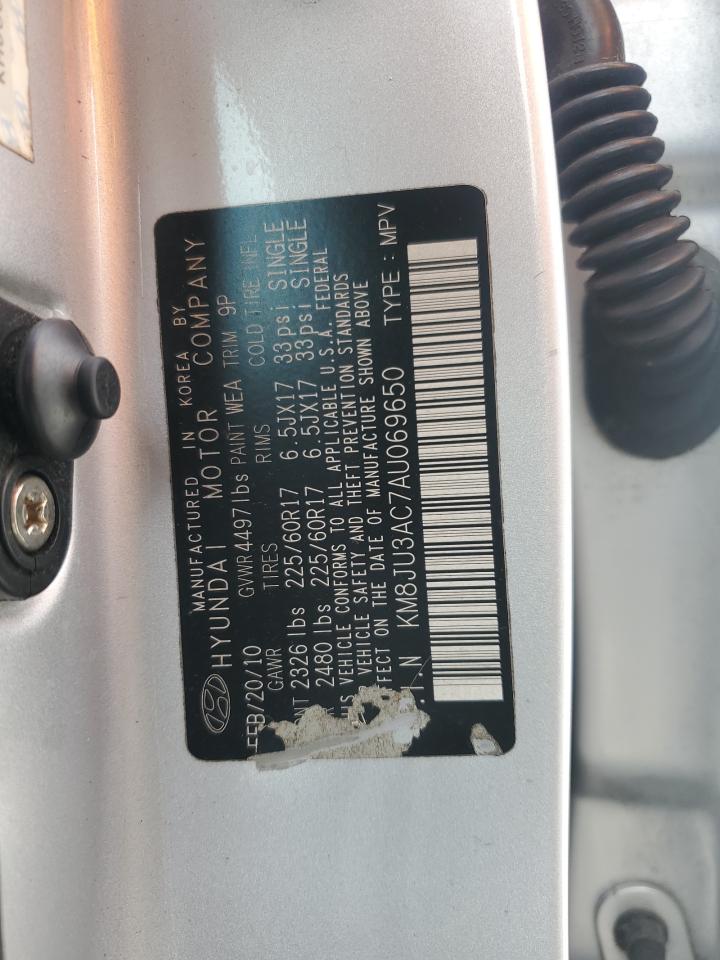 MANUFACTURED IN KOREA BY
HYUNDAI MOTOR COMPANY
FEB/20/10 GVWR4497lbs PAINT WEA TRIM 9P
GAWR TIRES RIMS COLD TIRE INFL
2326 lbs 225/60R17 6.5JX17 33psi SINGLE
2480 lbs 225/60R17 6.5JX17 33psi SINGLE
VEHICLE CONFORMS TO ALL APPLICABLE U.S.A. FEDERAL
VEHICLE SAFETY AND THEFT PREVENTION STANDARDS
EFFECT ON THE DATE OF MANUFACTURE SHOWN ABOVE
KM8JU3AC7AU069650 TYPE : MPV